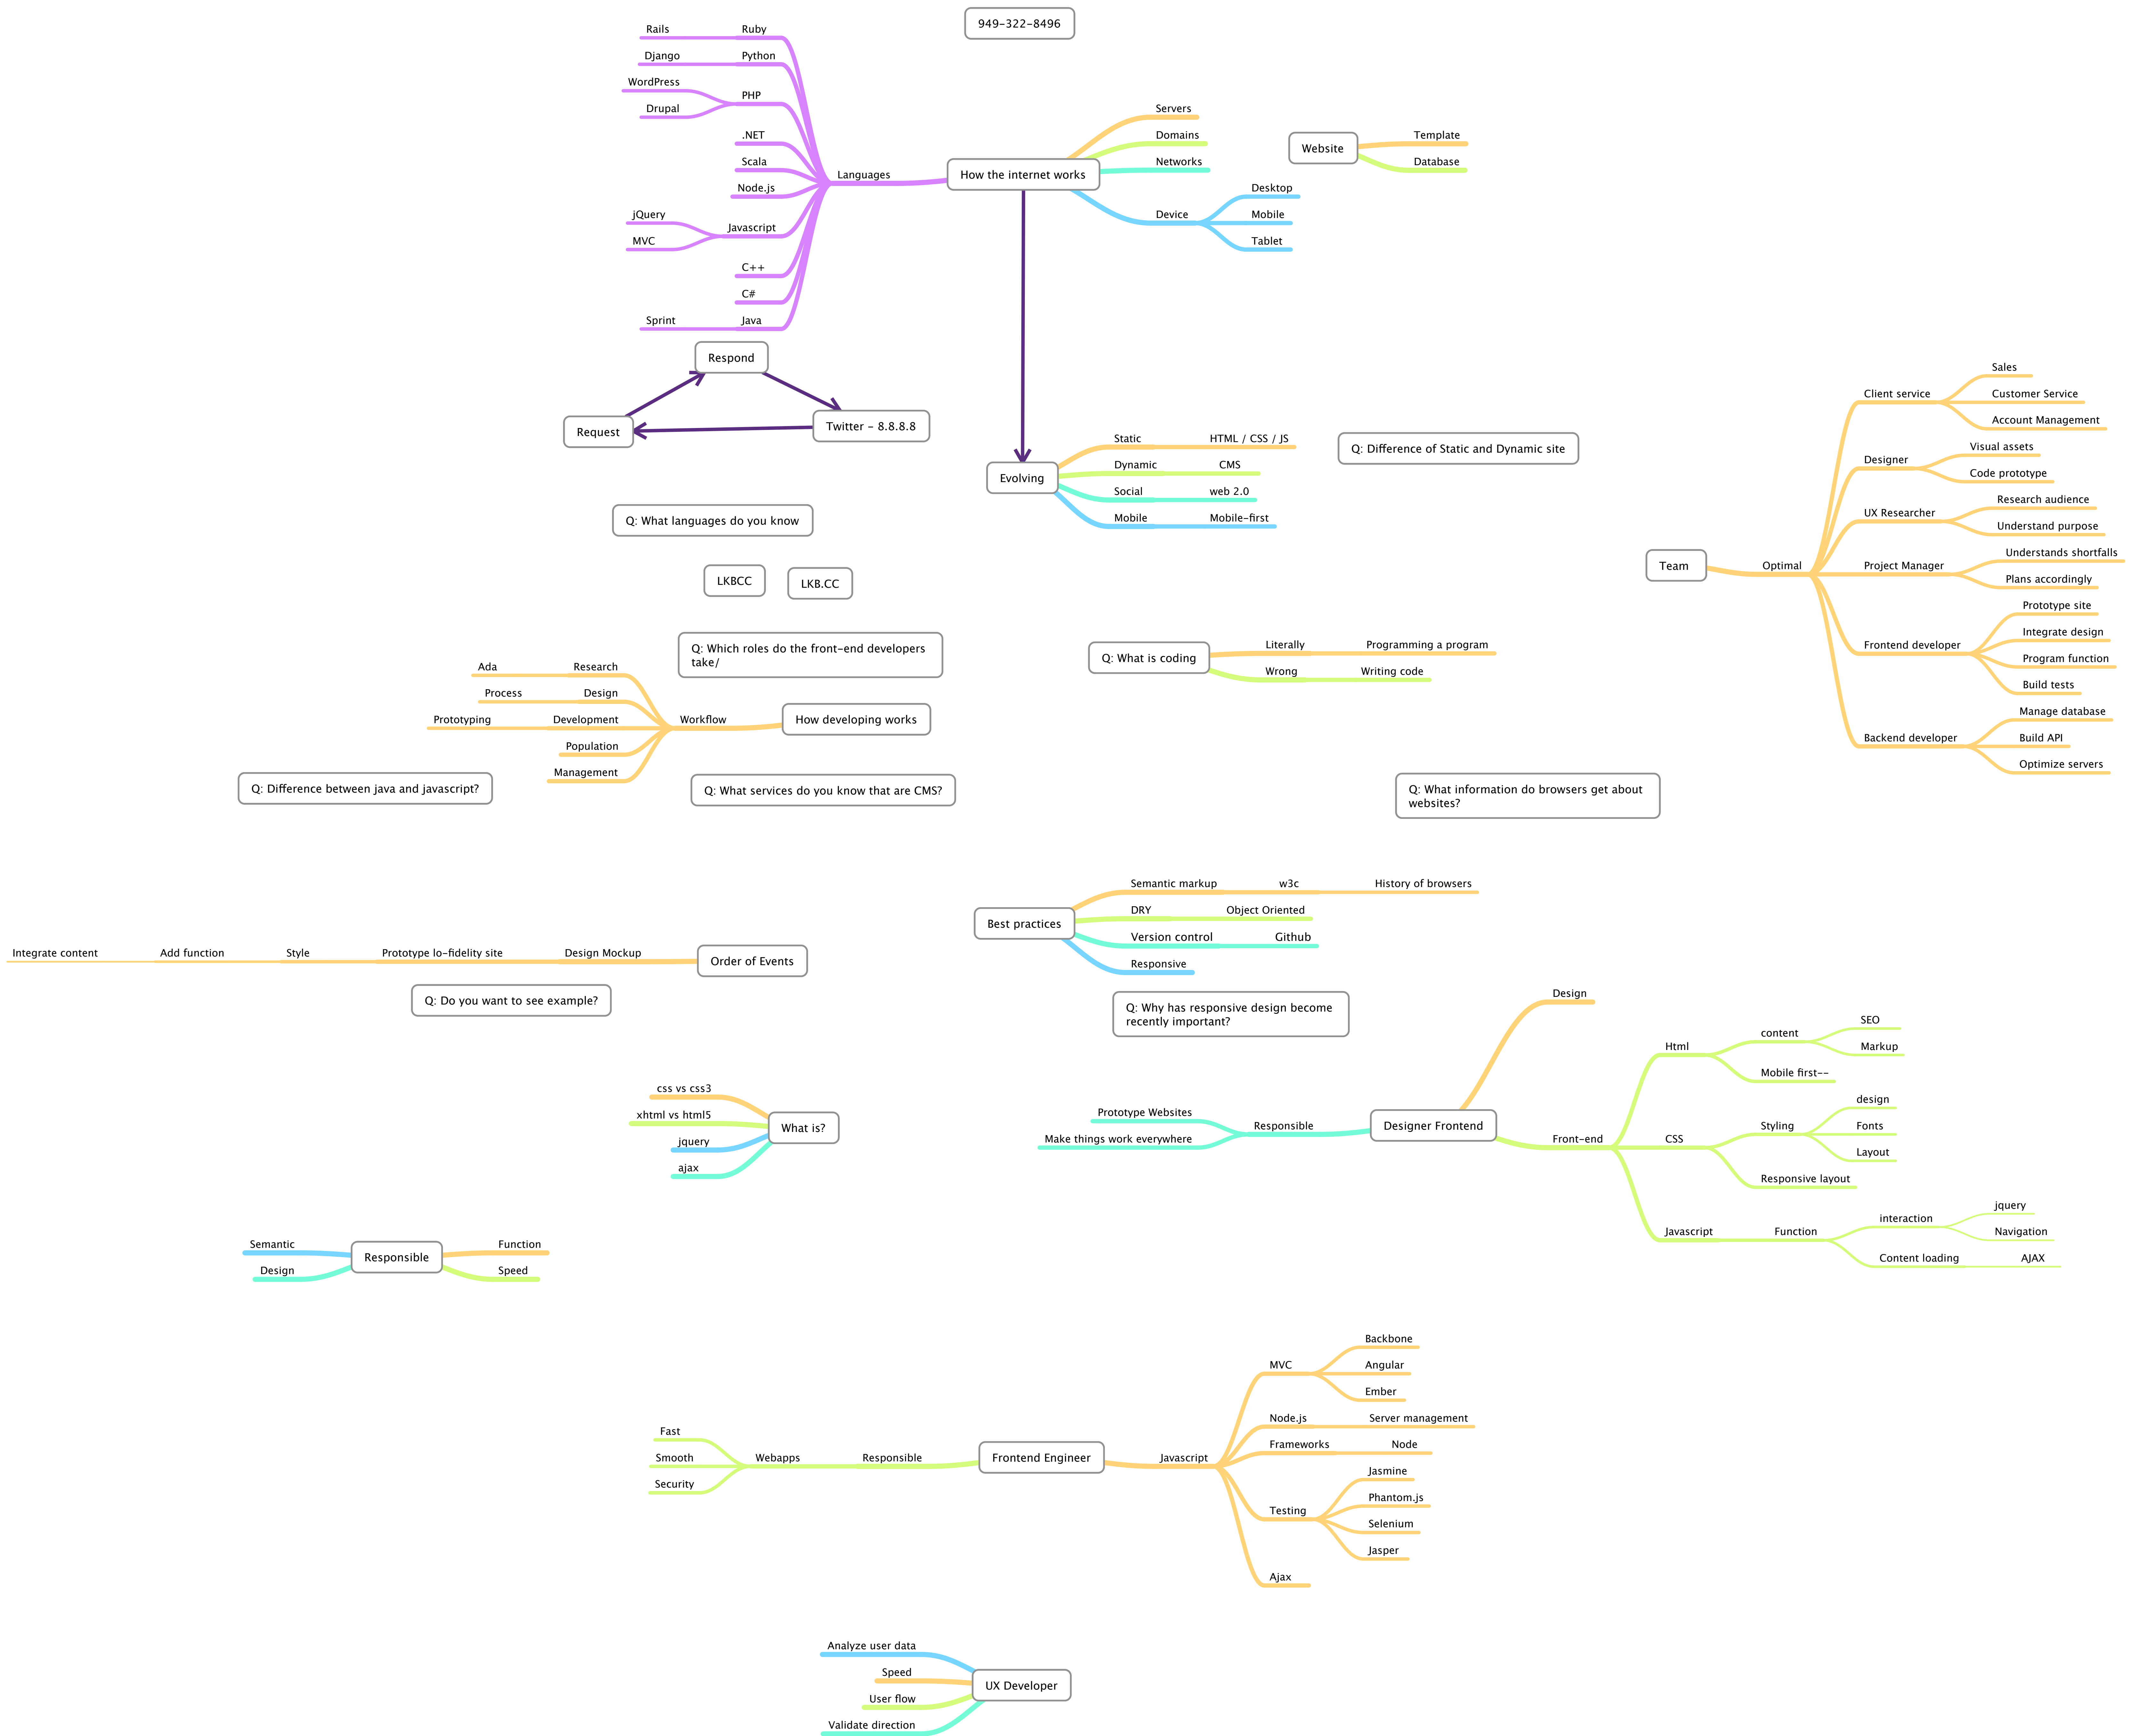 949-322-8496
Rails
Ruby
Django
Python
WordPress
PHP
Drupal
.NET
Scala
Node.js
jQuery
Javascript
MVC
C++
C#
Sprint
Java
Languages
How the internet works
Servers
Domains
Networks
Device
Desktop
Mobile
Tablet
Website
Template
Database
Respond
Request
Twitter - 8.8.8.8
Evolving
Static
HTML / CSS / JS
Dynamic
CMS
Social
web 2.0
Mobile
Mobile-first
Q: Difference of Static and Dynamic site
Q: What languages do you know
LKBCC
LKB.CC
Team
Optimal
Client service
Sales
Customer Service
Account Management
Designer
Visual assets
Code prototype
UX Researcher
Research audience
Understand purpose
Project Manager
Understands shortfalls
Plans accordingly
Frontend developer
Prototype site
Integrate design
Program function
Build tests
Backend developer
Manage database
Build API
Optimize servers
Q: Which roles do the front-end developers
take/
Q: What is coding
Literally
Programming a program
Wrong
Writing code
Ada
Research
Process
Design
Prototyping
Development
Population
Management
Workflow
How developing works
Q: Difference between java and javascript?
Q: What services do you know that are CMS?
Q: What information do browsers get about
websites?
Best practices
Semantic markup
w3c
History of browsers
DRY
Object Oriented
Version control
Github
Responsive
Integrate content
Add function
Style
Prototype lo-fidelity site
Design Mockup
Order of Events
Q: Do you want to see example?
Q: Why has responsive design become
recently important?
css vs css3
xhtml vs html5
jquery
ajax
What is?
Prototype Websites
Make things work everywhere
Responsible
Designer Frontend
Design
Front-end
Html
content
SEO
Markup
Mobile first--
CSS
Styling
design
Fonts
Layout
Responsive layout
Javascript
Function
interaction
jquery
Navigation
Content loading
AJAX
Semantic
Design
Responsible
Function
Speed
Fast
Smooth
Security
Webapps
Responsible
Frontend Engineer
Javascript
MVC
Backbone
Angular
Ember
Node.js
Server management
Frameworks
Node
Testing
Jasmine
Phantom.js
Selenium
Jasper
Ajax
Analyze user data
Speed
User flow
Validate direction
UX Developer